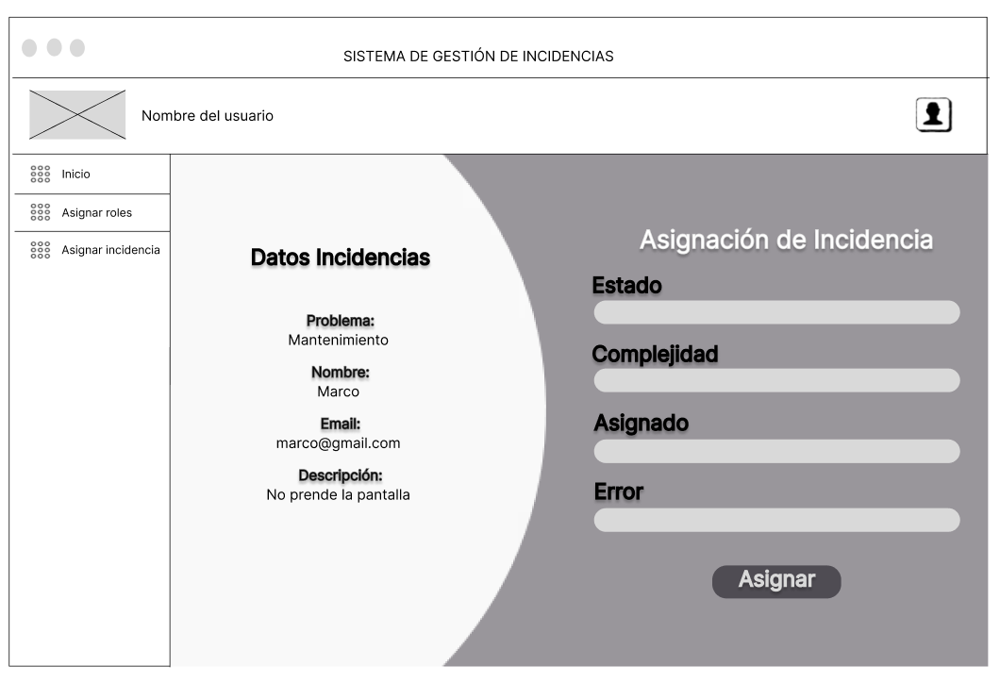 SISTEMA DE GESTIÓN DE INCIDENCIAS
Nombre del usuario
Inicio
Asignar roles
Asignar incidencia
Datos Incidencias
Problema:
Mantenimiento
Nombre:
Marco
Email:
marco@gmail.com
Descripción:
No prende la pantalla
Asignación de Incidencia
Estado
Complejidad
Asignado
Error
Asignar